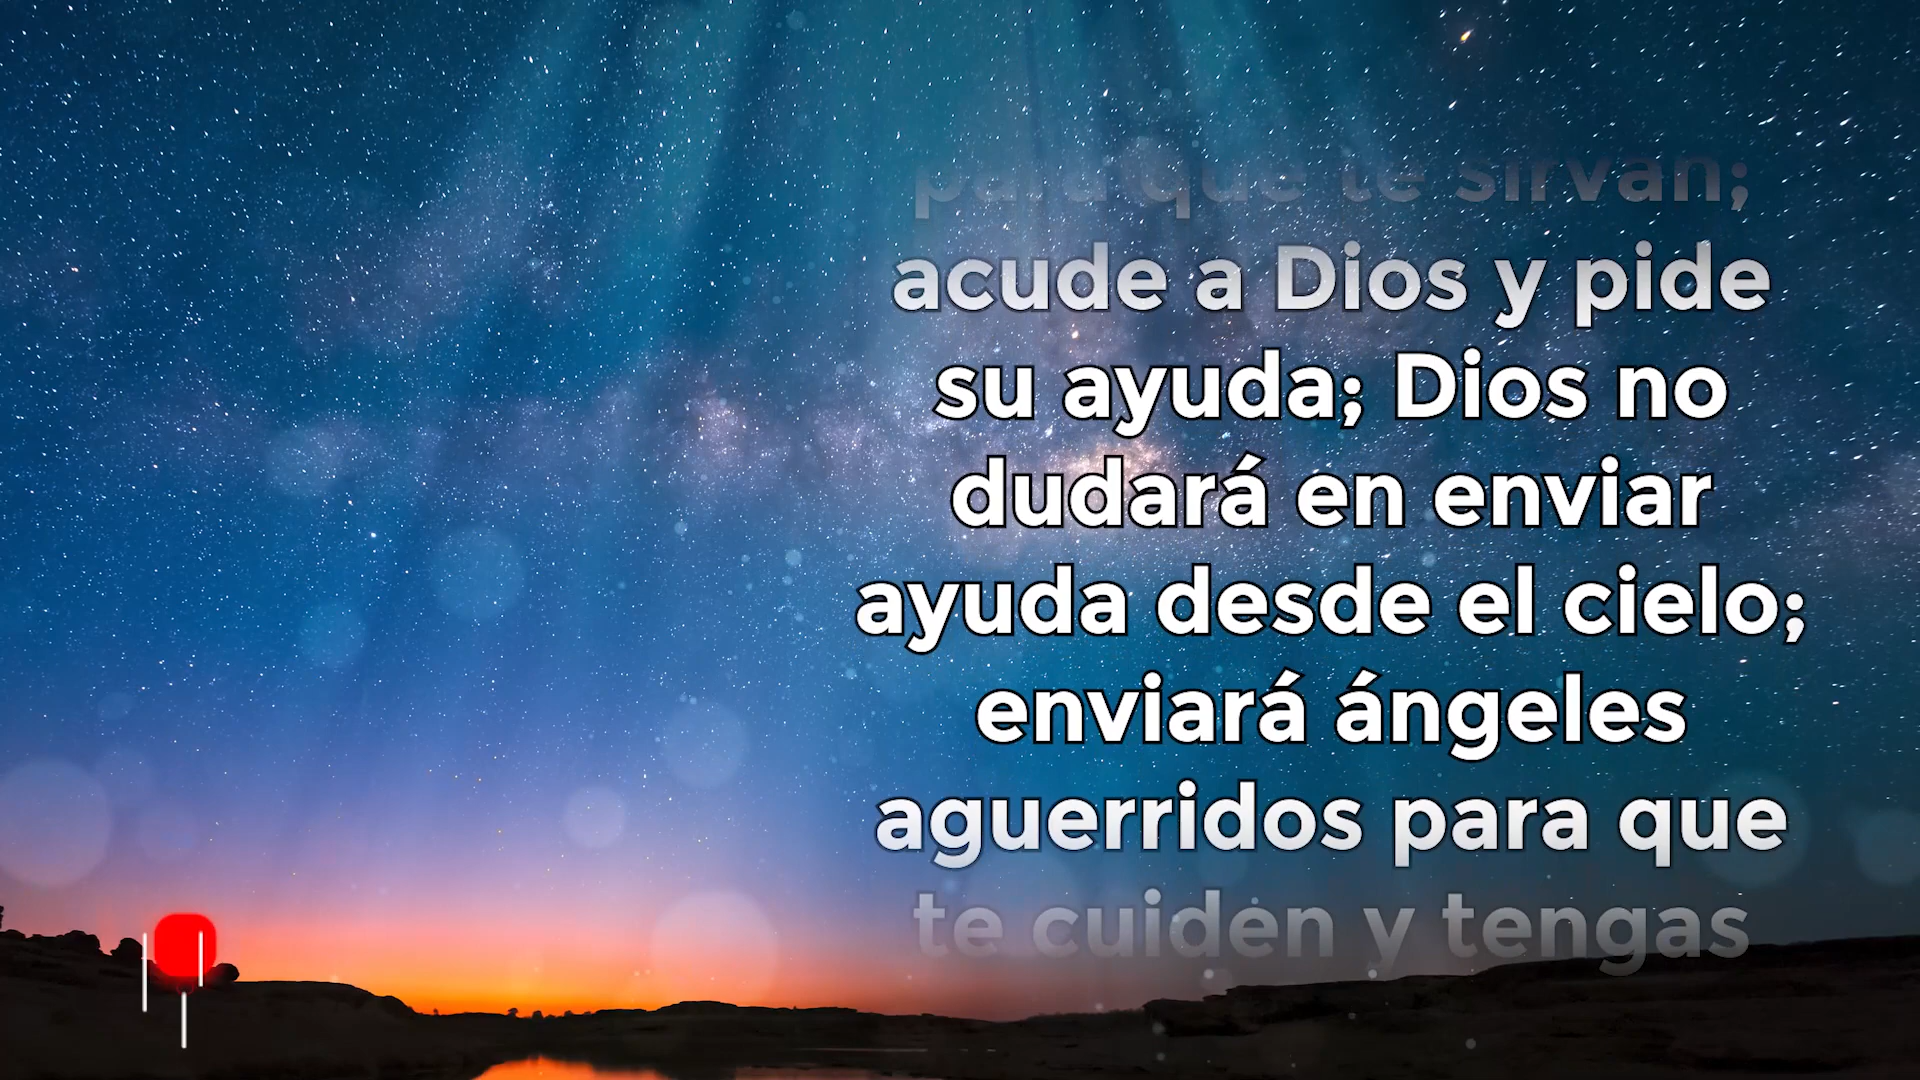 para que te sirvan;
acude a Dios y pide
su ayuda; Dios no
dudará en enviar
ayuda desde el cielo;
enviará ángeles
aguerridos para que
te cuiden y tengas